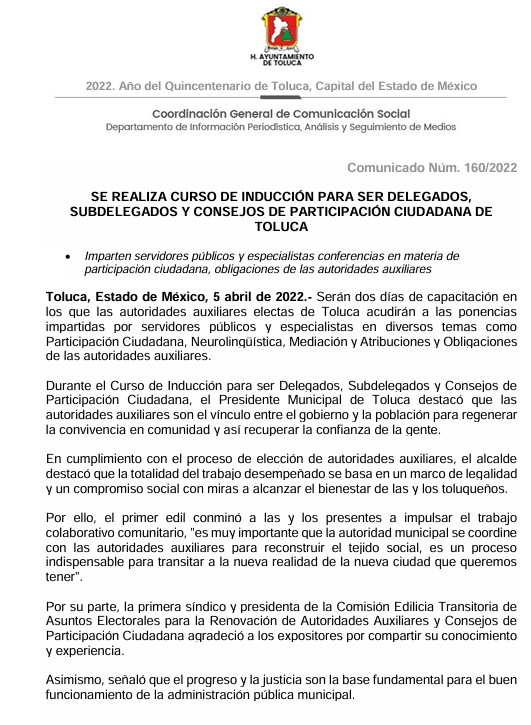 H. AYUNTAMIENTO
DE TOLUCA
2022. Año del Quincentenario de Toluca, Capital del Estado de México
Coordinación General de Comunicación Social
Departamento de Información Periodística, Análisis y Seguimiento de Medios
Comunicado Núm. 160/2022
SE REALIZA CURSO DE INDUCCIÓN PARA SER DELEGADOS,
SUBDELEGADOS Y CONSEJOS DE PARTICIPACIÓN CIUDADANA DE
TOLUCA
• Imparten servidores públicos y especialistas conferencias en materia de
participación ciudadana, obligaciones de las autoridades auxiliares
Toluca, Estado de México, 5 abril de 2022.- Serán dos días de capacitación en
los que las autoridades auxiliares electas de Toluca acudirán a las ponencias
impartidas por servidores públicos y especialistas en diversos temas como
Participación Ciudadana, Neurolingüística, Mediación y Atribuciones y Obligaciones
de las autoridades auxiliares.
Durante el Curso de Inducción para ser Delegados, Subdelegados y Consejos de
Participación Ciudadana, el Presidente Municipal de Toluca destacó que las
autoridades auxiliares son el vínculo entre el gobierno y la población para regenerar
la convivencia en comunidad y así recuperar la confianza de la gente.
En cumplimiento con el proceso de elección de autoridades auxiliares, el alcalde
destacó que la totalidad del trabajo desempeñado se basa en un marco de legalidad
y un compromiso social con miras a alcanzar el bienestar de las y los toluqueños.
Por ello, el primer edil conminó a las y los presentes a impulsar el trabajo
colaborativo comunitario, "es muy importante que la autoridad municipal se coordine
con las autoridades auxiliares para reconstruir el tejido social, es un proceso
indispensable para transitar a la nueva realidad de la nueva ciudad que queremos
tener".
Por su parte, la primera síndico y presidenta de la Comisión Edilicia Transitoria de
Asuntos Electorales para la Renovación de Autoridades Auxiliares y Consejos de
Participación Ciudadana agradeció a los expositores por compartir su conocimiento
y experiencia.
Asimismo, señaló que el progreso y la justicia son la base fundamental para el buen
funcionamiento de la administración pública municipal.